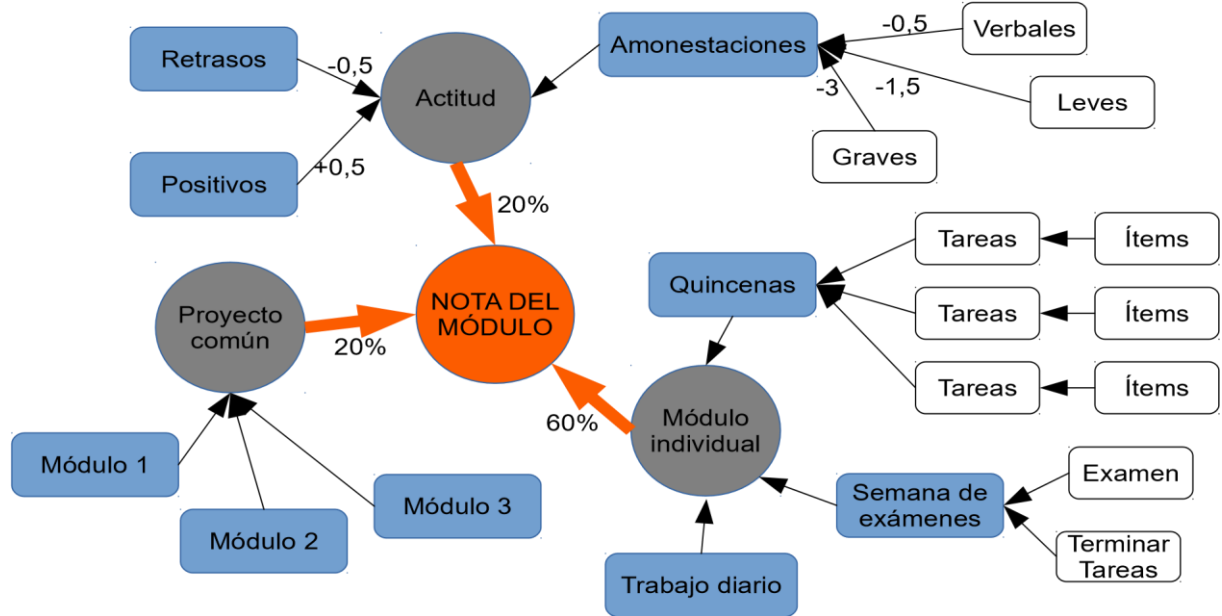 Retrasos
-0,5
Positivos
+0,5
Actitud
Amonestaciones
-0,5
Verbales
-1,5
Leves
-3
Graves
20%
NOTA DEL
MÓDULO
Proyecto
común
20%
Módulo 1
Módulo 2
Módulo 3
60%
Módulo
individual
Quincenas
Tareas
Ítems
Tareas
Ítems
Tareas
Ítems
Semana de
exámenes
Examen
Terminar
Tareas
Trabajo diario